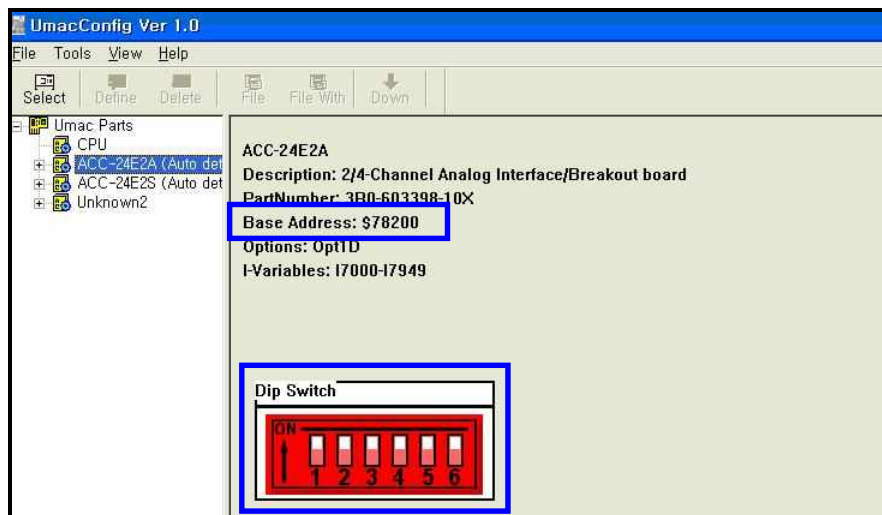 UmacConfig Ver 1.0
File Tools View Help
Select Define Delete File File With Down
Umac Parts
CPU
ACC-24E2A (Auto det
ACC-24E2S (Auto det
Unknown2
ACC-24E2A
Description: 2/4-Channel Analog Interface/Breakout board
PartNumber: 3B0-603398-10X
Base Address: $78200
Options: Opt1D
I-Variables: I7000-I7949
Dip Switch
ON
1 2 3 4 5 6